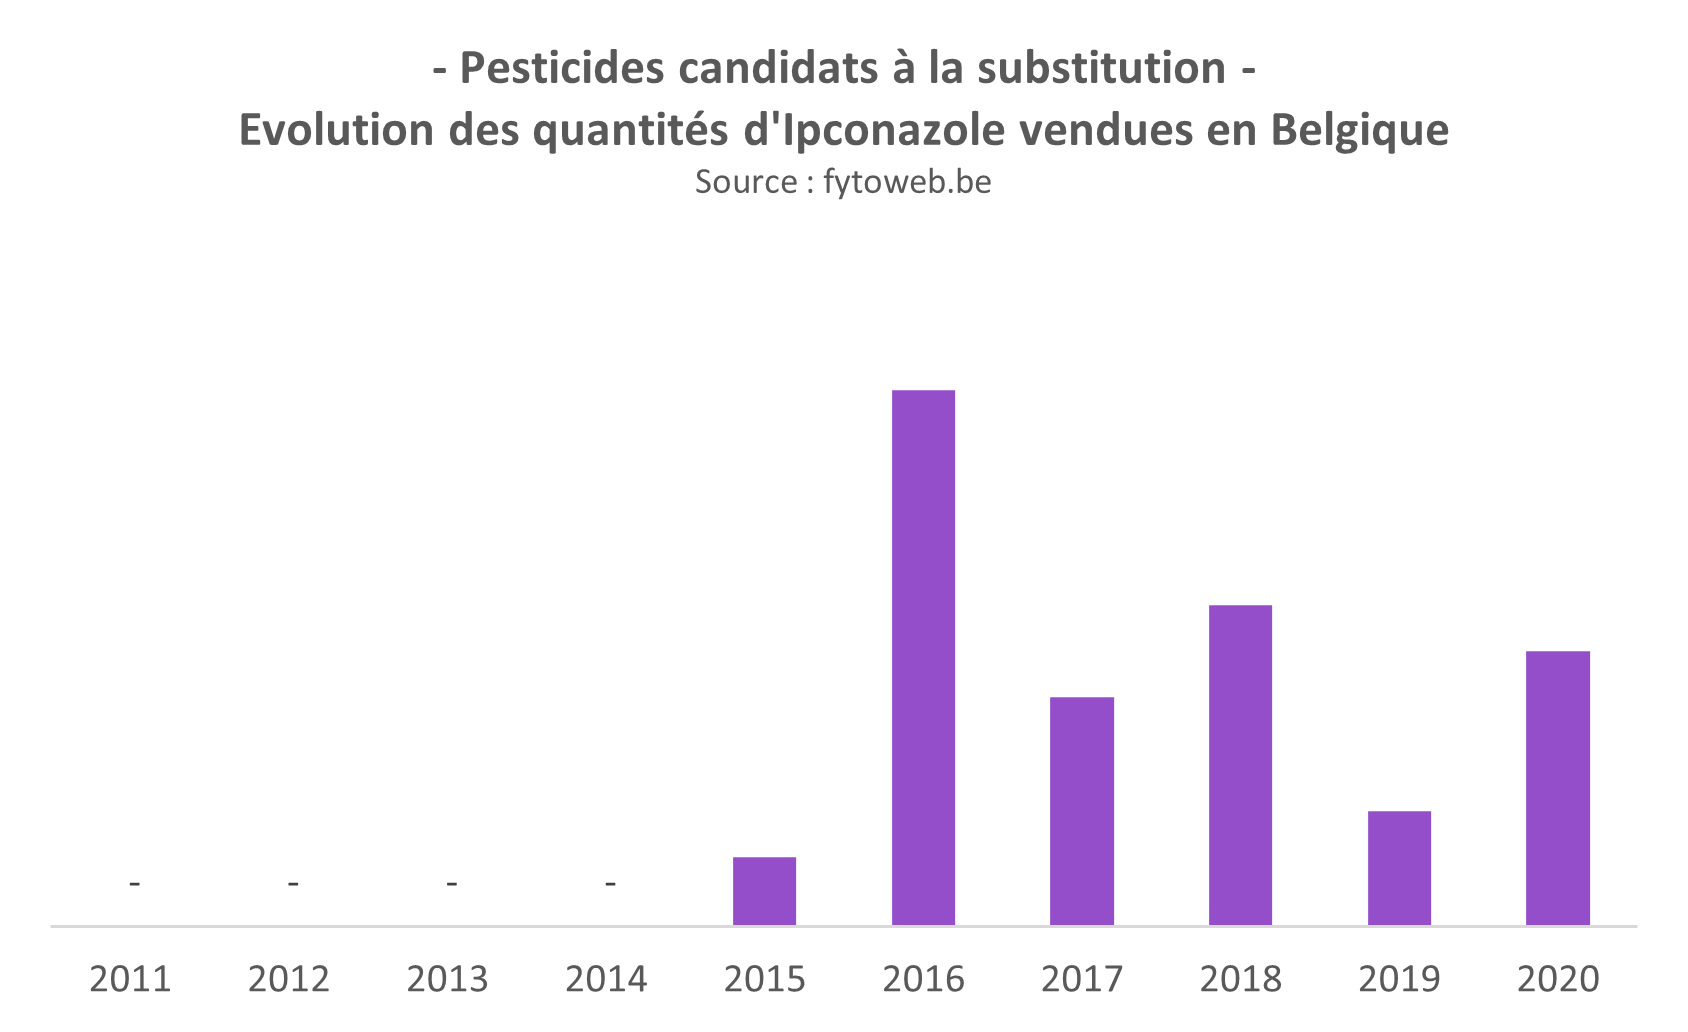 - Pesticides candidats à la substitution -
Evolution des quantités d'Ipconazole vendues en Belgique
Source : fytoweb.be
- - - -
2011 2012 2013 2014 2015 2016 2017 2018 2019 2020